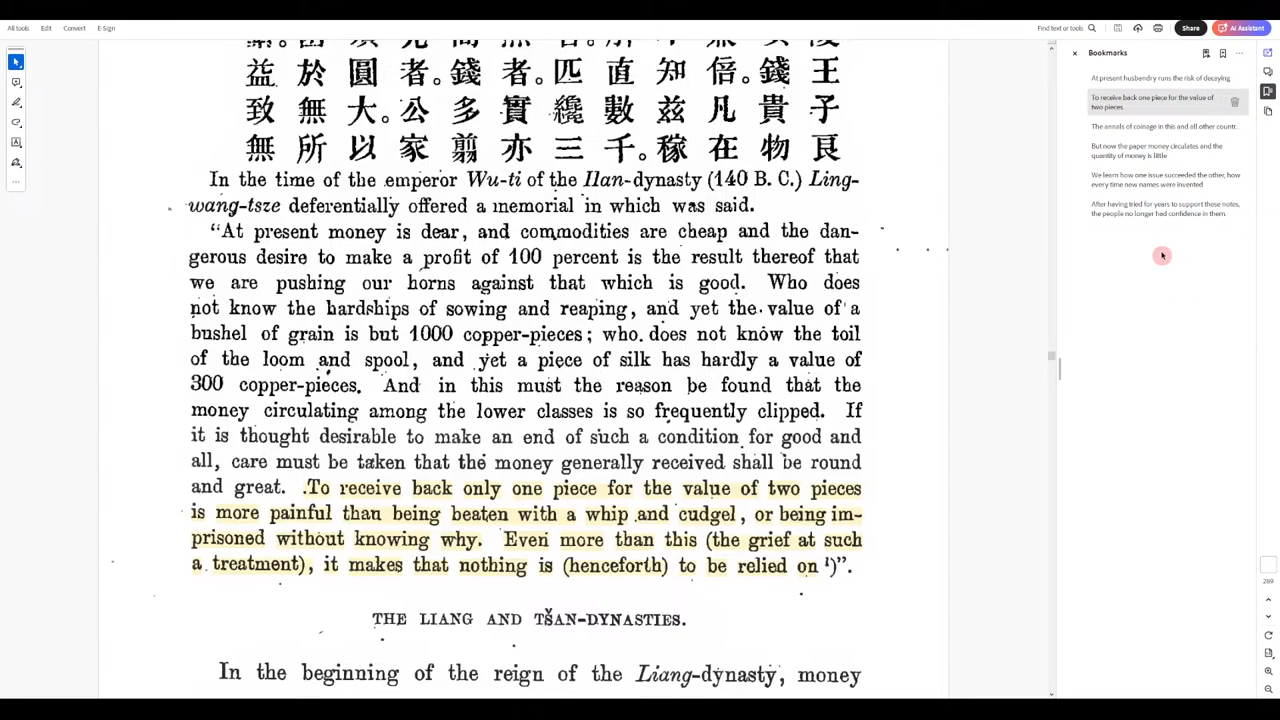 All tools Edit Convert E-Sign
Find text or tools
Share
AI Assistant
益 於 圓 者。錢 者。匹 直 知 信。錢 王
致 無 大。公 多 實 纔 數 茲 凡 貴 子
無 所 以 家 翦 亦 三 千。稼 在 物 良
In the time of the emperor Wu-ti of the Han-dynasty (140 B. C.) Ling-
wang-tsze deferentially offered a memorial in which was said.
“At present money is dear, and commodities are cheap and the dan-
gerous desire to make a profit of 100 percent is the result thereof that
we are pushing our horns against that which is good. Who does
not know the hardships of sowing and reaping, and yet the value of a
bushel of grain is but 1000 copper-pieces; who does not know the toil
of the loom and spool, and yet a piece of silk has hardly a value of
300 copper-pieces. And in this must the reason be found that the
money circulating among the lower classes is so frequently clipped. If
it is thought desirable to make an end of such a condition for good and
all, care must be taken that the money generally received shall be round
and great. To receive back only one piece for the value of two pieces
is more painful than being beaten with a whip and cudgel, or being im-
prisoned without knowing why. Even more than this (the grief at such
a treatment), it makes that nothing is (henceforth) to be relied on ¹)”.
THE LIANG AND TŠAN-DYNASTIES.
In the beginning of the reign of the Liang-dynasty, money
Bookmarks
At present husbandry runs the risk of decaying
To receive back one piece for the value of
two pieces
The annals of coinage in this and all other countr...
But now the paper money circulates and the
quantity of money is little
We learn how one issue succeeded the other, how
every time new names were invented
After having tried for years to support these notes,
the people no longer had confidence in them.
289